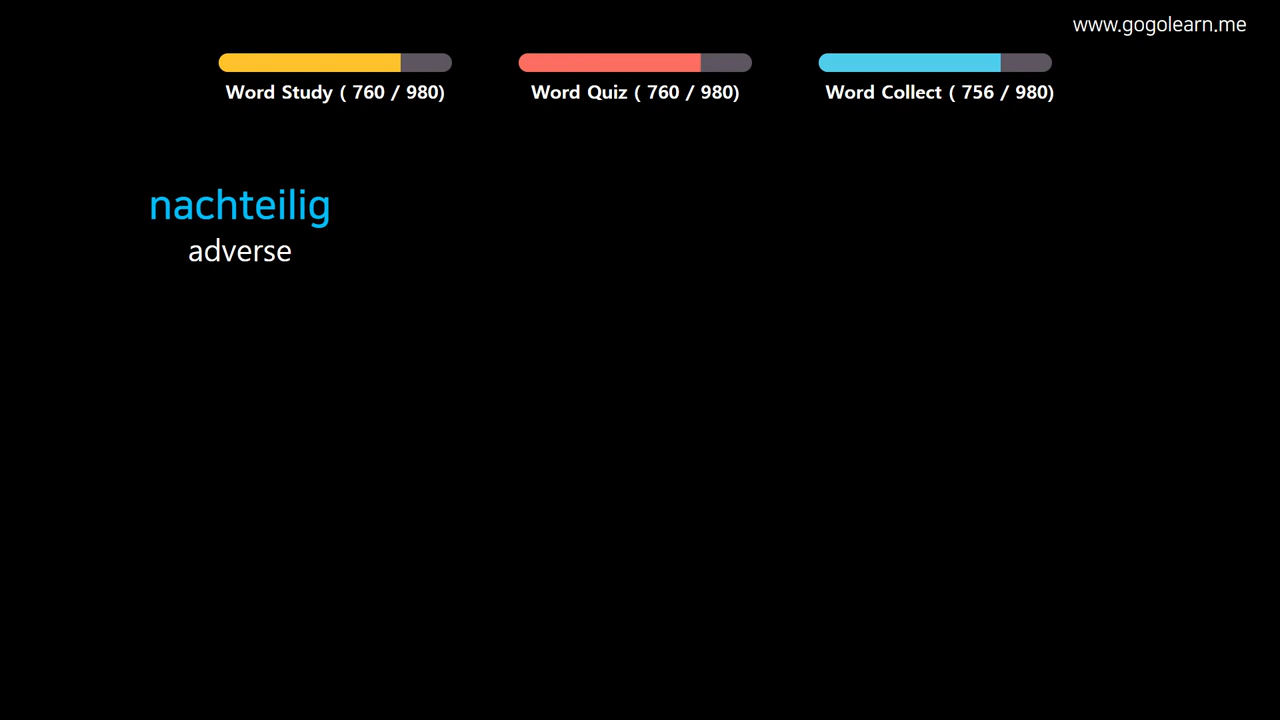 www.gogolearn.me
Word Study ( 760 / 980)
Word Quiz ( 760 / 980)
Word Collect ( 756 / 980)
nachteilig
adverse